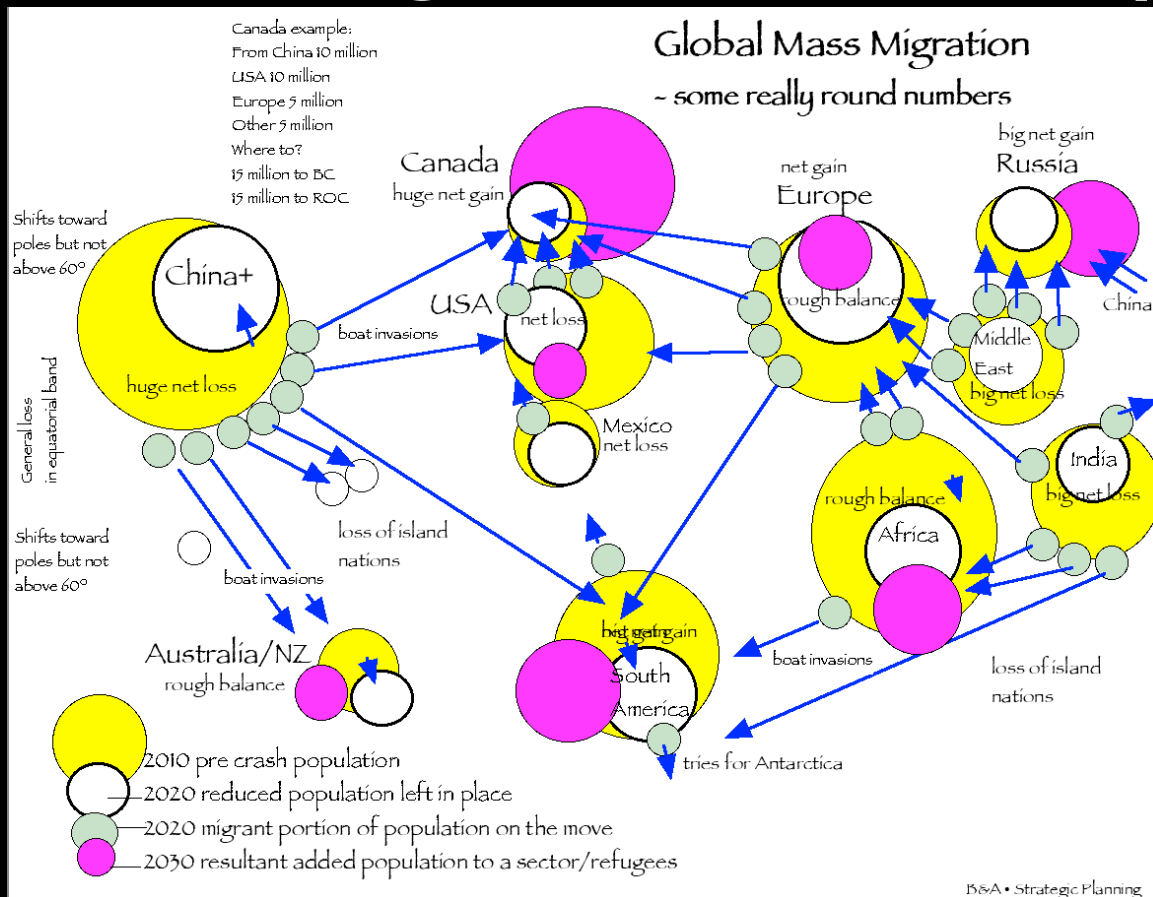 Canada example:
From China 10 million
USA 10 million
Europe 5 million
Other 5 million
Where to?
15 million to BC
15 million to ROC
Global Mass Migration
- some really round numbers
Canada
huge net gain
net gain
Europe
rough balance
big net gain
Russia
China
Shifts toward
poles but not
above 60°
China+
huge net loss
boat invasions
USA
net loss
Mexico
net loss
Middle
East
big net loss
India
big net loss
General loss
in equatorial band
rough balance
Africa
Shifts toward
poles but not
above 60°
loss of island
nations
boat invasions
Australia/NZ
rough balance
gain
South
America
boat invasions
loss of island
nations
tries for Antarctica
2010 pre crash population
2020 reduced population left in place
2020 migrant portion of population on the move
2030 resultant added population to a sector/refugees
B&A • Strategic Planning